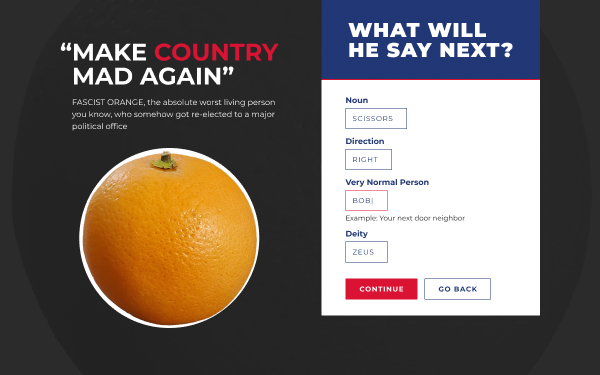 “MAKE COUNTRY
MAD AGAIN”
FASCIST ORANGE, the absolute worst living person
you know, who somehow got re-elected to a major
political office
WHAT WILL
HE SAY NEXT?
Noun
SCISSORS
Direction
RIGHT
Very Normal Person
BOB|
Example: Your next door neighbor
Deity
ZEUS
CONTINUE
GO BACK